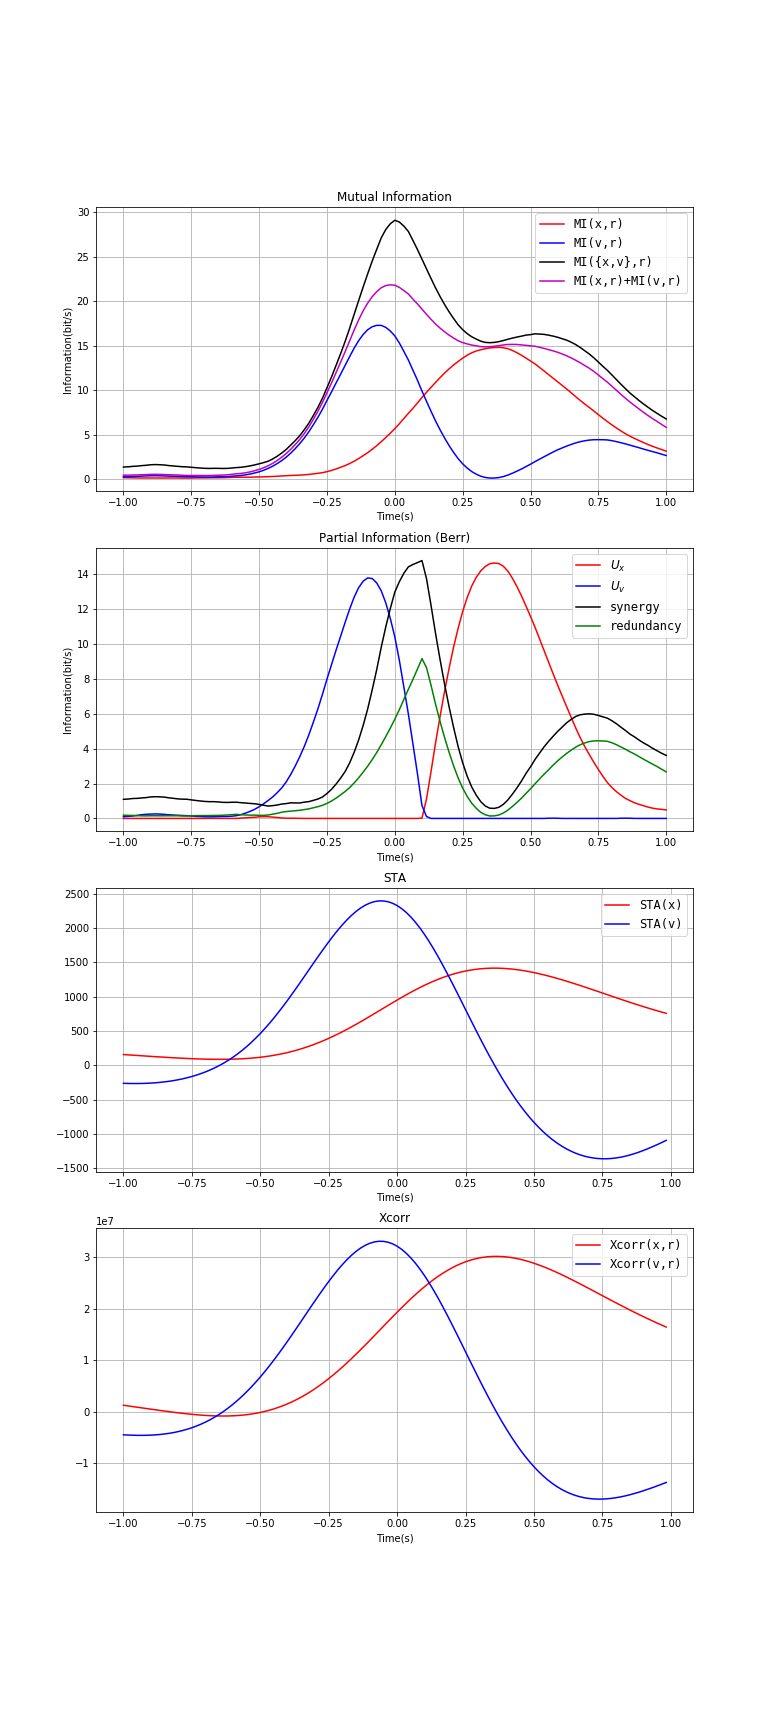 Mutual Information
Information(bit/s)
30
25
20
15
10
5
0
MI(x,r)
MI(v,r)
MI({x,v},r)
MI(x,r)+MI(v,r)
−1.00 −0.75 −0.50 −0.25 0.00 0.25 0.50 0.75 1.00
Time(s)
Partial Information (Berr)
Information(bit/s)
14
12
10
8
6
4
2
0
Uₓ
Uᵥ
synergy
redundancy
−1.00 −0.75 −0.50 −0.25 0.00 0.25 0.50 0.75 1.00
Time(s)
STA
2500
2000
1500
1000
500
0
−500
−1000
−1500
STA(x)
STA(v)
−1.00 −0.75 −0.50 −0.25 0.00 0.25 0.50 0.75 1.00
Time(s)
Xcorr
1e7
3
2
1
0
−1
Xcorr(x,r)
Xcorr(v,r)
−1.00 −0.75 −0.50 −0.25 0.00 0.25 0.50 0.75 1.00
Time(s)